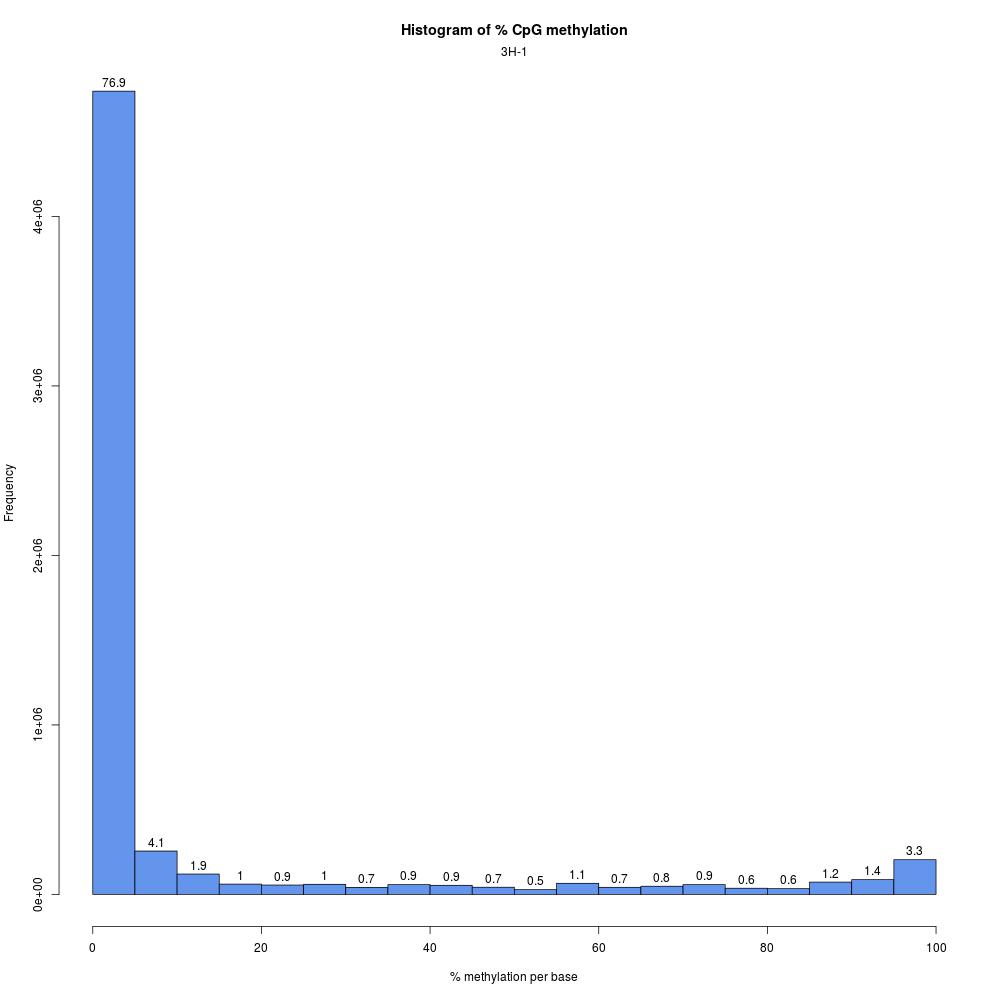 Histogram of % CpG methylation
3H-1
76.9
4.1
1.9
1
0.9
1
0.7
0.9
0.9
0.7
0.5
1.1
0.7
0.8
0.9
0.6
0.6
1.2
1.4
3.3
Frequency
4e+06
3e+06
2e+06
1e+06
0e+00
0 20 40 60 80 100
% methylation per base